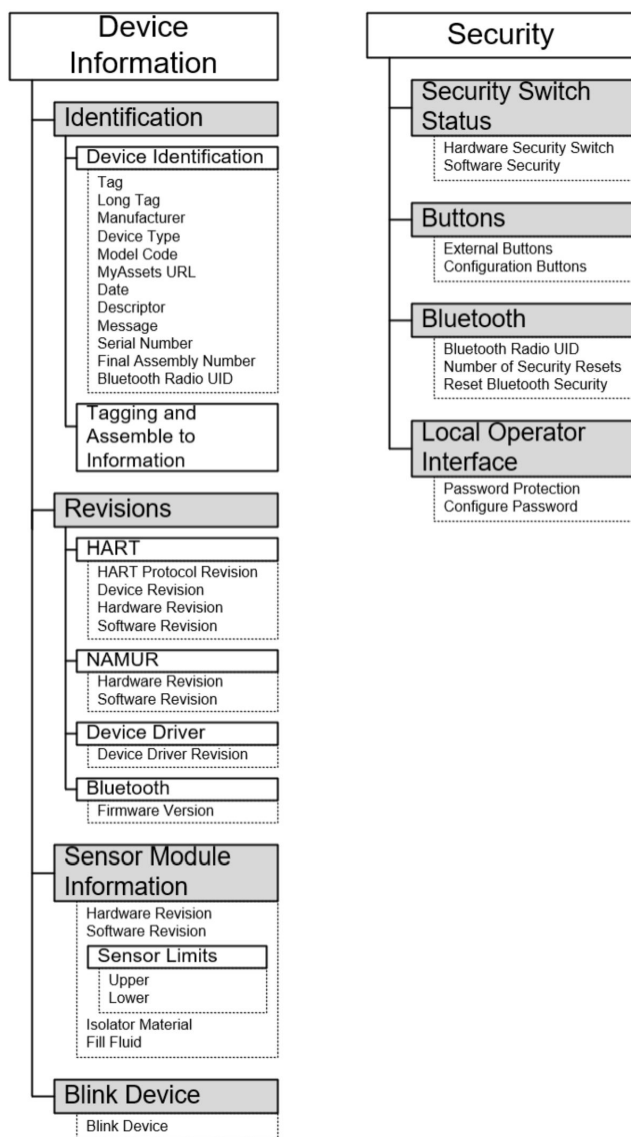 Device
Information
Identification
Device Identification
Tag
Long Tag
Manufacturer
Device Type
Model Code
MyAssets URL
Date
Descriptor
Message
Serial Number
Final Assembly Number
Bluetooth Radio UID
Tagging and
Assemble to
Information
Revisions
HART
HART Protocol Revision
Device Revision
Hardware Revision
Software Revision
NAMUR
Hardware Revision
Software Revision
Device Driver
Device Driver Revision
Bluetooth
Firmware Version
Sensor Module
Information
Hardware Revision
Software Revision
Sensor Limits
Upper
Lower
Isolator Material
Fill Fluid
Blink Device
Blink Device
Security
Security Switch
Status
Hardware Security Switch
Software Security
Buttons
External Buttons
Configuration Buttons
Bluetooth
Bluetooth Radio UID
Number of Security Resets
Reset Bluetooth Security
Local Operator
Interface
Password Protection
Configure Password